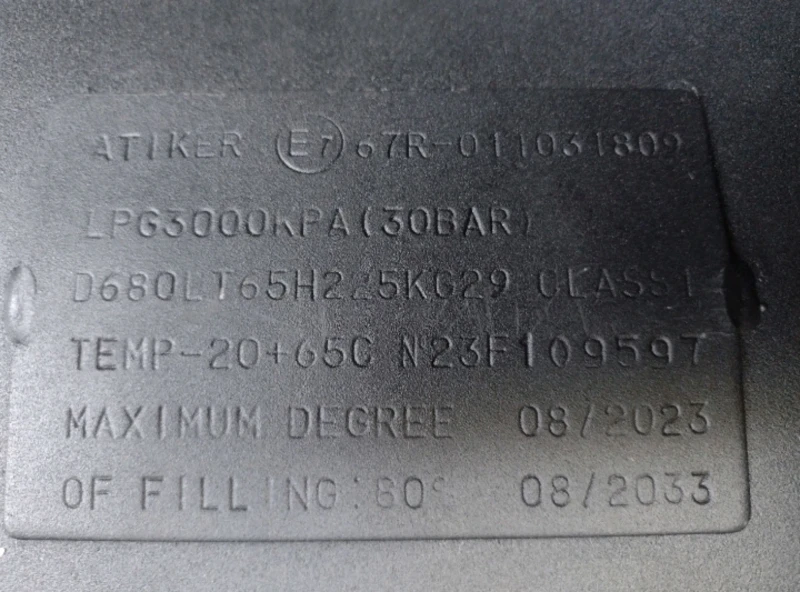 ATIKER E7 67R-011031809
LPG3000KPA(30BAR)
D680LT65H225KG29 CLASS1
TEMP-20+65C N23F109597
MAXIMUM DEGREE 08/2023
OF FILLING:80% 08/2033